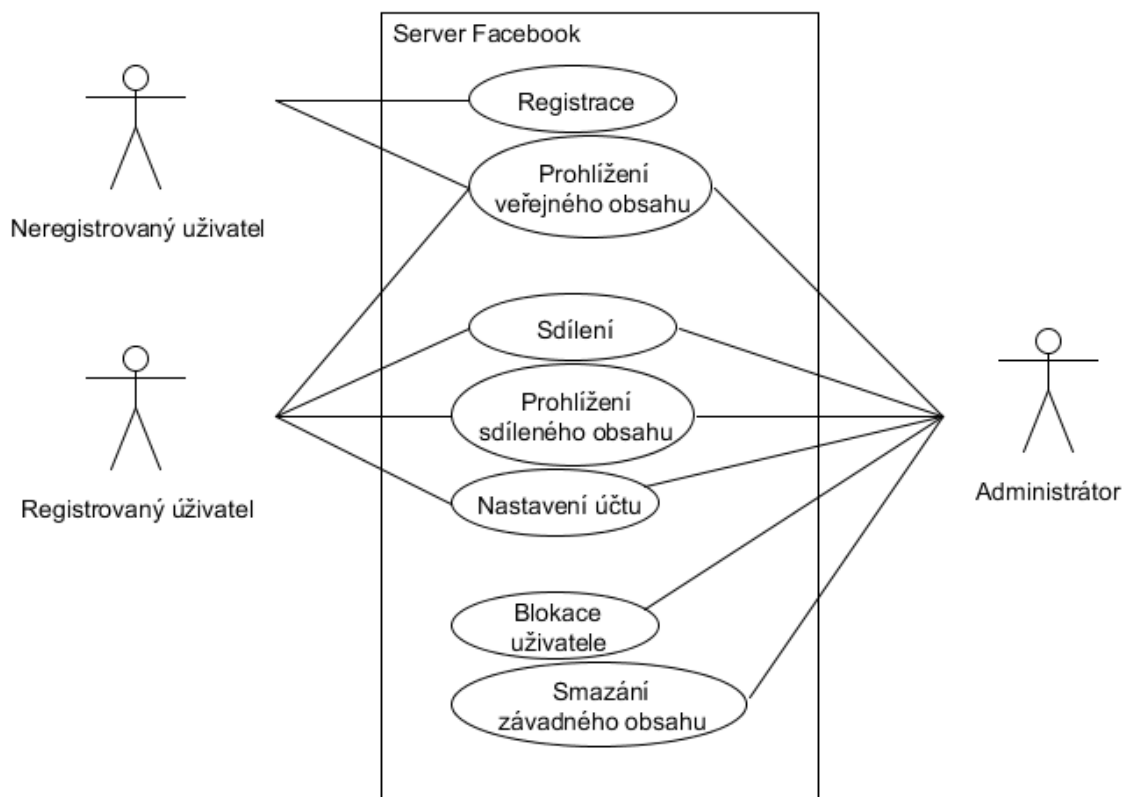 Server Facebook
Registrace
Prohlížení
veřejného obsahu
Neregistrovaný uživatel
Sdílení
Prohlížení
sdíleného obsahu
Nastavení účtu
Registrovaný úživatel
Administrátor
Blokace
uživatele
Smazání
závadného obsahu